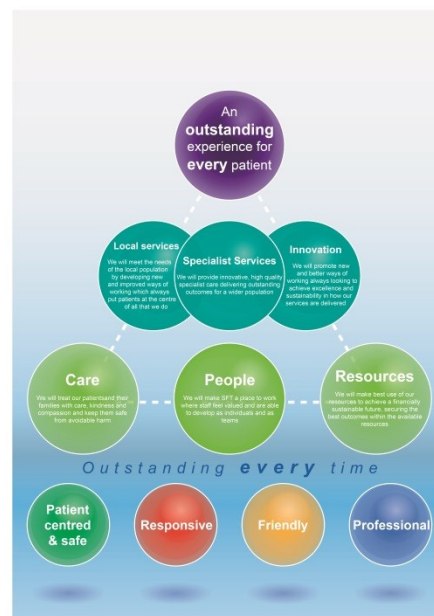 An
outstanding
experience for
every patient
Local services
We will meet the needs
of the local population
by developing new
and improved ways of
working which always
put patients at the centre
of all that we do
Specialist Services
We will provide innovative, high quality
specialist care delivering outstanding
outcomes for a wider population
Innovation
We will promote new
and better ways of
working always looking to
achieve excellence and
sustainability in how our
services are delivered
Care
We will treat our patientsand their
families with care, kindness and
compassion and keep them safe
from avoidable harm
People
We will make SFT a place to work
where staff feel valued and are able
to develop as individuals and as
teams
Resources
We will make best use of our
resources to achieve a financially
sustainable future, securing the
best outcomes within the available
resources
Outstanding every time
Patient
centred
& safe
Responsive
Friendly
Professional